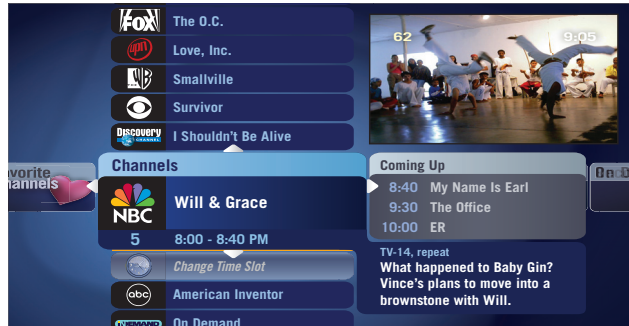 FOX The O.C.
upn Love, Inc.
WB Smallville
Survivor
Discovery CHANNEL I Shouldn't Be Alive
62 9:05
Channels
NBC Will & Grace
5 8:00 - 8:40 PM
Change Time Slot
abc American Inventor
On Demand
Coming Up
8:40 My Name Is Earl
9:30 The Office
10:00 ER
TV-14, repeat
What happened to Baby Gin?
Vince's plans to move into a
brownstone with Will.